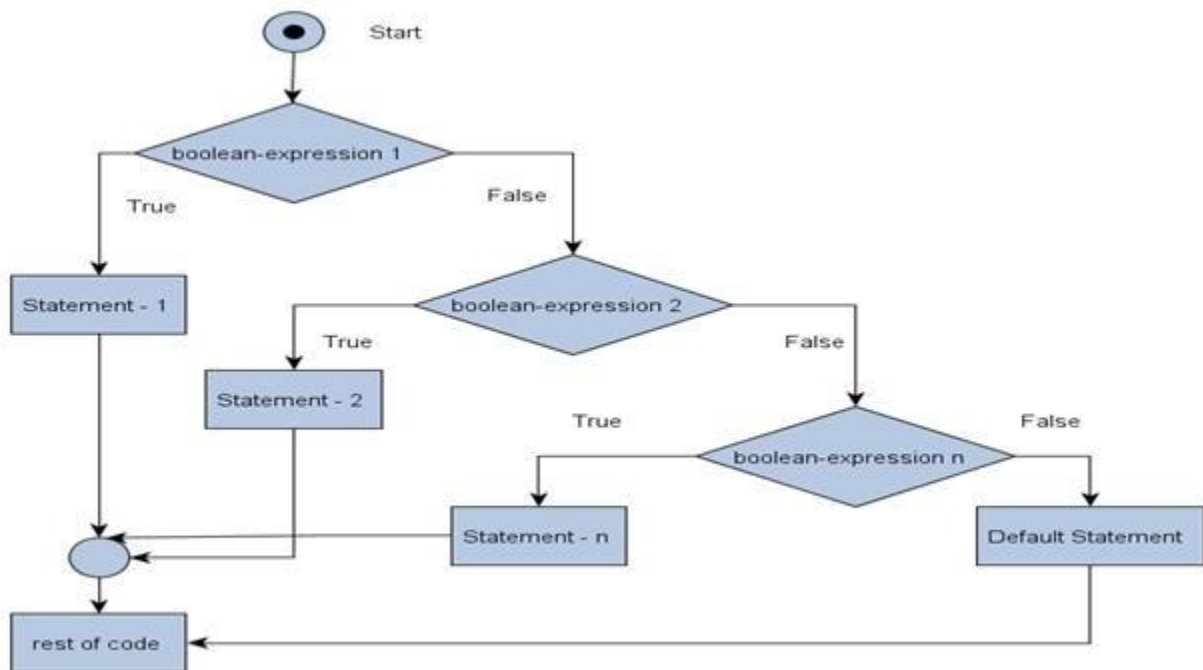 Start
boolean-expression 1
True
False
Statement - 1
boolean-expression 2
True
False
Statement - 2
True
False
boolean-expression n
Statement - n
Default Statement
rest of code